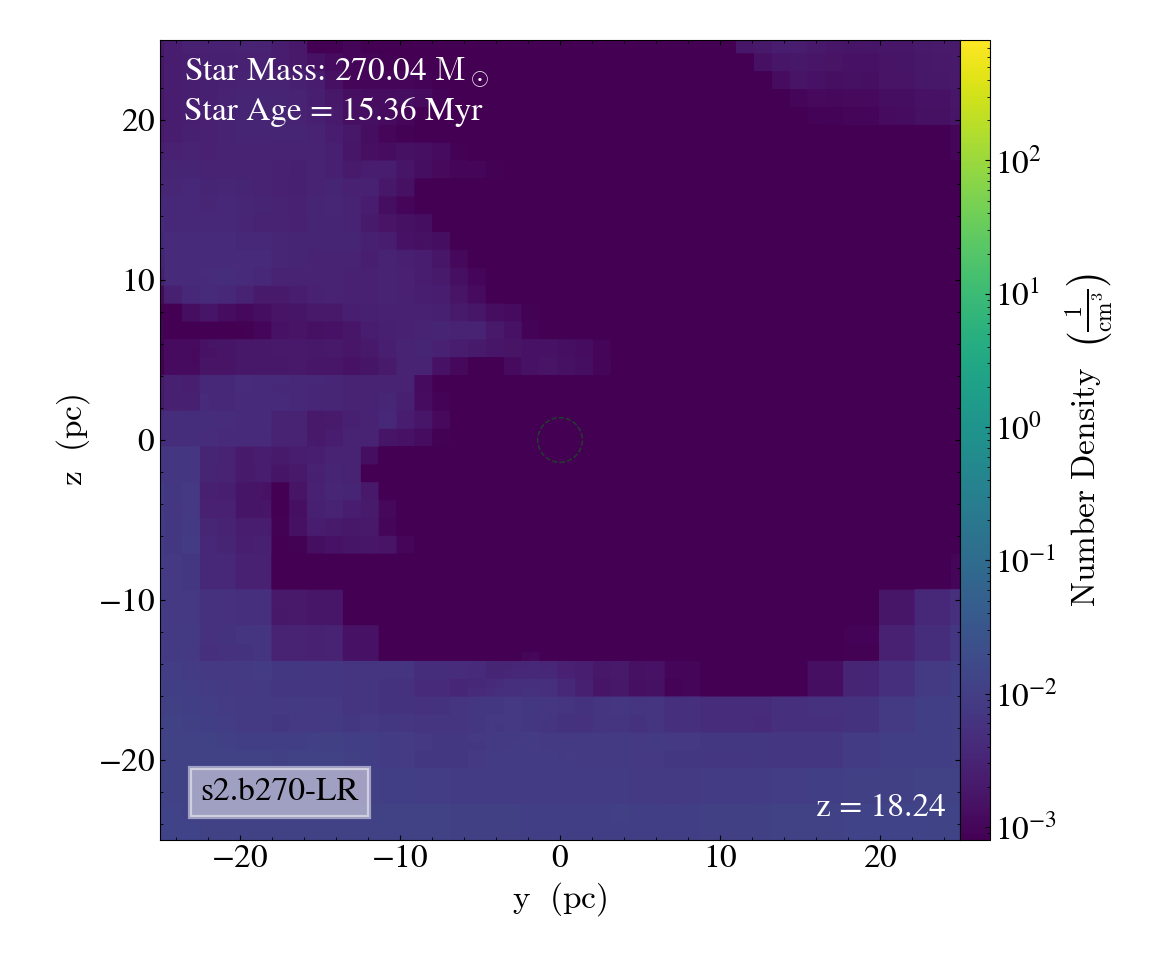 Star Mass: 270.04 M⊙
Star Age = 15.36 Myr
20
10
0
−10
−20
z (pc)
s2.b270-LR
z = 18.24
−20 −10 0 10 20
y (pc)
10²
10¹
10⁰
10⁻¹
10⁻²
10⁻³
Number Density (1/cm³)